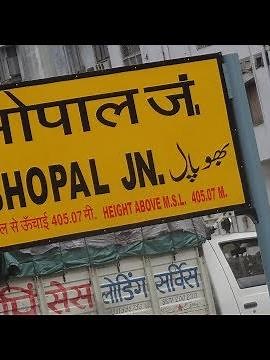 भोपाल जं.
BHOPAL JN. بھوپال
ल से ऊँचाई 405.07 मी. HEIGHT ABOVE M.S.L. 405.07 M.
लोडिंग सर्विस